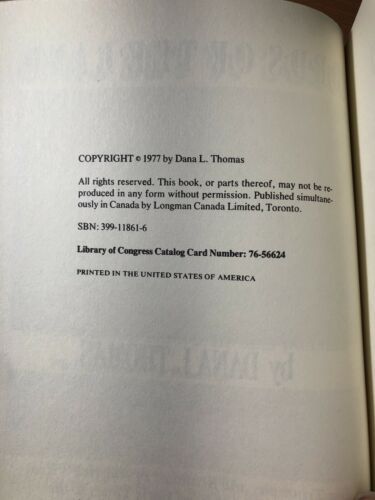 COPYRIGHT © 1977 by Dana L. Thomas
All rights reserved. This book, or parts thereof, may not be re-
produced in any form without permission. Published simultane-
ously in Canada by Longman Canada Limited, Toronto.
SBN: 399-11861-6
Library of Congress Catalog Card Number: 76-56624
PRINTED IN THE UNITED STATES OF AMERICA